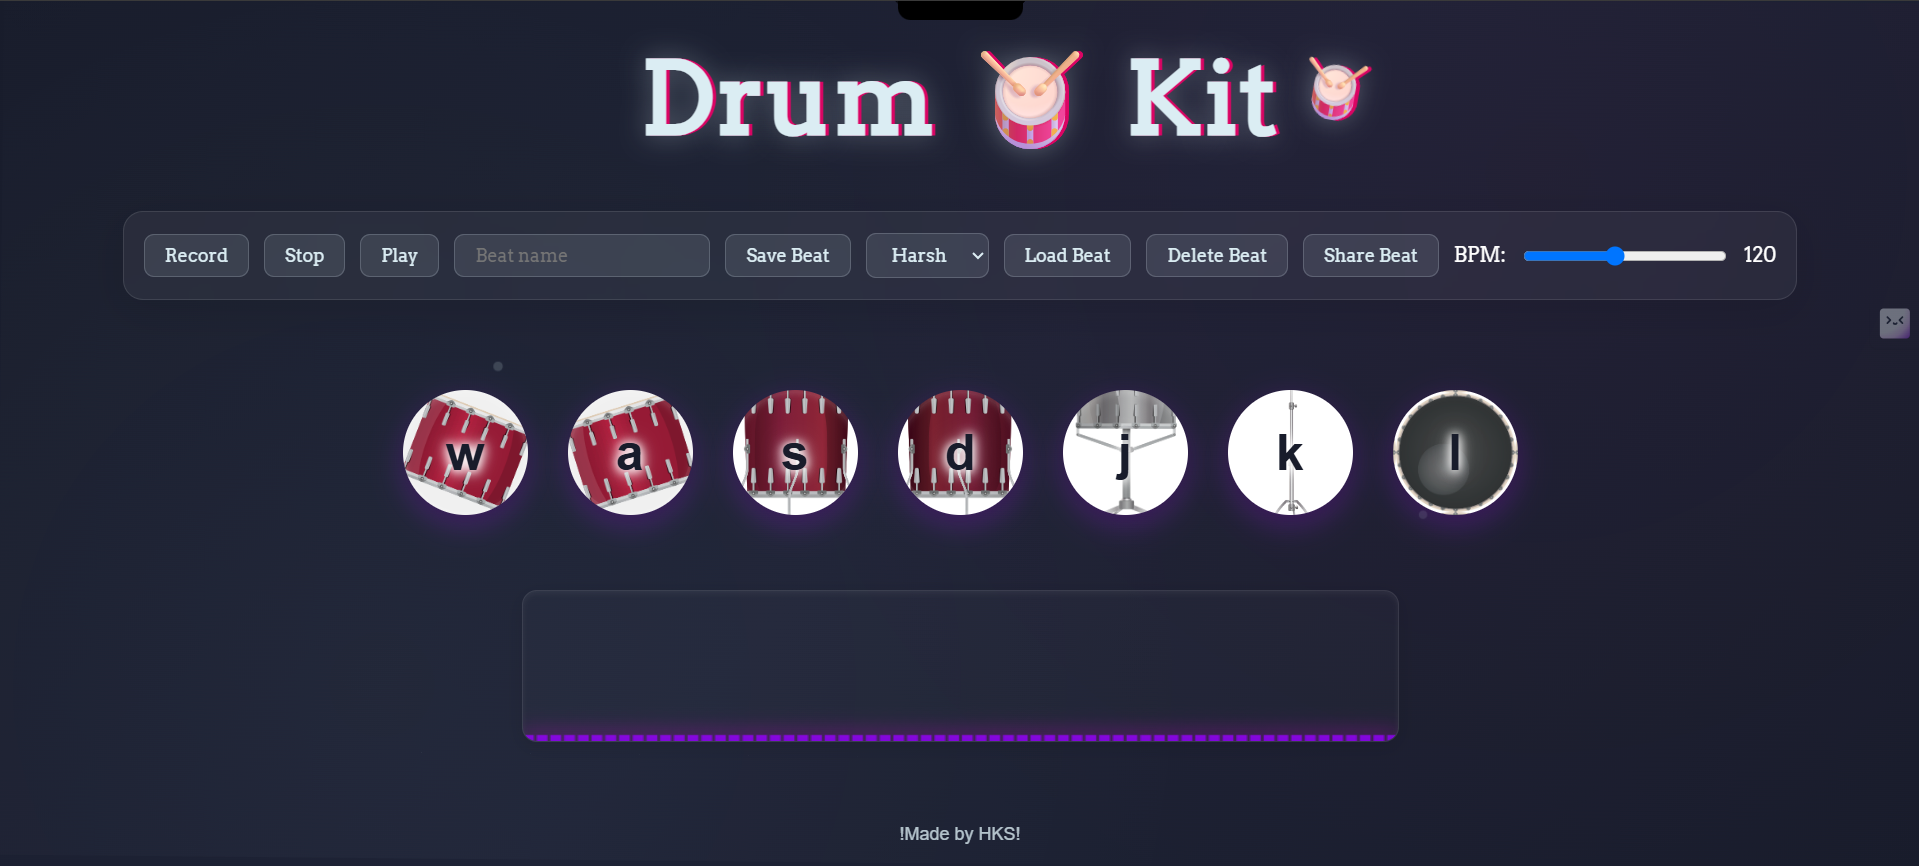 Drum 🥁 Kit 🥁
Record Stop Play Beat name Save Beat Harsh Load Beat Delete Beat Share Beat BPM: 120
w a s d j k l
!Made by HKS!